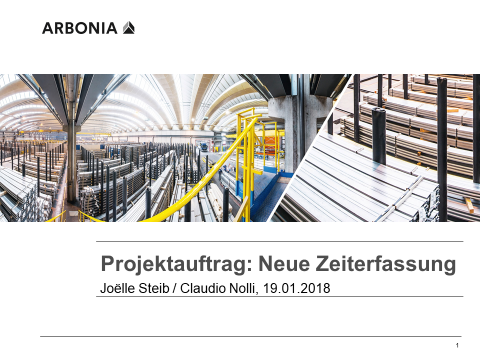 ARBONIA
Projektauftrag: Neue Zeiterfassung
Joëlle Steib / Claudio Nolli, 19.01.2018
1